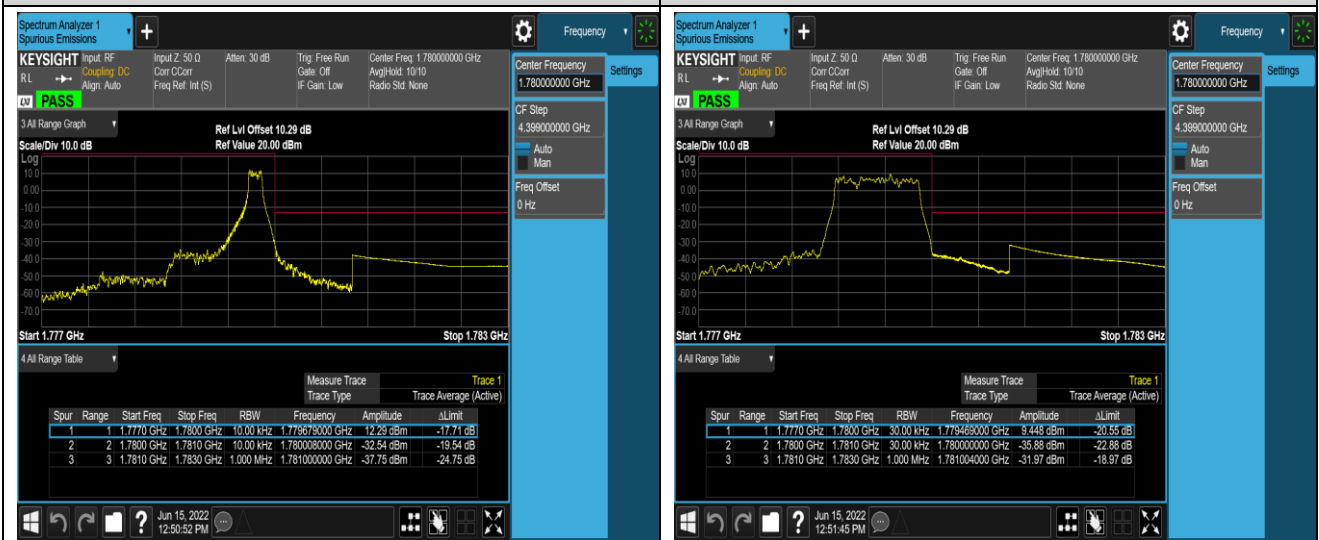 Spectrum Analyzer 1
Spurious Emissions
Frequency
KEYSIGHT Input: RF Input Z: 50 Ω Atten: 30 dB Trig: Free Run Center Freq: 1.780000000 GHz
Coupling: DC Corr CCorr Gate: Off Avg|Hold: 10/10
RL Align: Auto Freq Ref: Int (S) IF Gain: Low Radio Std: None
LXI PASS
3 All Range Graph
Ref Lvl Offset 10.29 dB
Scale/Div 10.0 dB Ref Value 20.00 dBm
Log
10.0
0.00
-10.0
-20.0
-30.0
-40.0
-50.0
-60.0
-70.0
Start 1.777 GHz Stop 1.783 GHz
4 All Range Table
Measure Trace Trace 1
Trace Type Trace Average (Active)
Spur Range Start Freq Stop Freq RBW Frequency Amplitude ΔLimit
1 1 1.7770 GHz 1.7800 GHz 10.00 kHz 1.779679000 GHz 12.29 dBm -17.71 dB
2 2 1.7800 GHz 1.7810 GHz 10.00 kHz 1.780008000 GHz -32.54 dBm -19.54 dB
3 3 1.7810 GHz 1.7830 GHz 1.000 MHz 1.781000000 GHz -37.75 dBm -24.75 dB
Jun 15, 2022
12:50:52 PM
Center Frequency
1.780000000 GHz
Settings
CF Step
4.399000000 GHz
Auto
Man
Freq Offset
0 Hz
Spectrum Analyzer 1
Spurious Emissions
Frequency
KEYSIGHT Input: RF Input Z: 50 Ω Atten: 30 dB Trig: Free Run Center Freq: 1.780000000 GHz
Coupling: DC Corr CCorr Gate: Off Avg|Hold: 10/10
RL Align: Auto Freq Ref: Int (S) IF Gain: Low Radio Std: None
LXI PASS
3 All Range Graph
Ref Lvl Offset 10.29 dB
Scale/Div 10.0 dB Ref Value 20.00 dBm
Log
10.0
0.00
-10.0
-20.0
-30.0
-40.0
-50.0
-60.0
-70.0
Start 1.777 GHz Stop 1.783 GHz
4 All Range Table
Measure Trace Trace 1
Trace Type Trace Average (Active)
Spur Range Start Freq Stop Freq RBW Frequency Amplitude ΔLimit
1 1 1.7770 GHz 1.7800 GHz 30.00 kHz 1.779469000 GHz 9.448 dBm -20.55 dB
2 2 1.7800 GHz 1.7810 GHz 30.00 kHz 1.780000000 GHz -35.88 dBm -22.88 dB
3 3 1.7810 GHz 1.7830 GHz 1.000 MHz 1.781004000 GHz -31.97 dBm -18.97 dB
Jun 15, 2022
12:51:45 PM
Center Frequency
1.780000000 GHz
Settings
CF Step
4.399000000 GHz
Auto
Man
Freq Offset
0 Hz